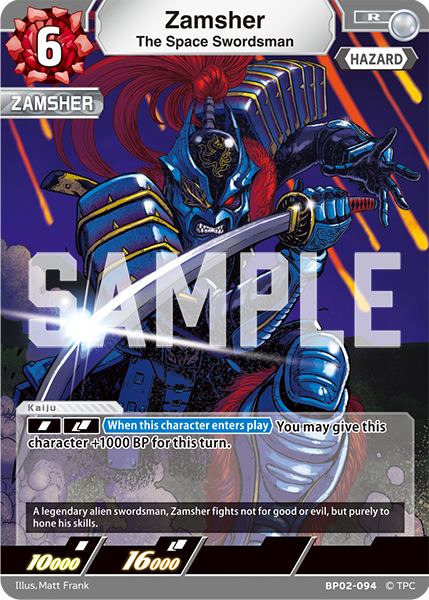 Zamsher
The Space Swordsman
R
6
HAZARD
ZAMSHER
SAMPLE
Kaiju
When this character enters play You may give this
character +1000 BP for this turn.
A legendary alien swordsman, Zamsher fights not for good or evil, but purely to
hone his skills.
10000 16000
Illus. Matt Frank BP02-094 © TPC